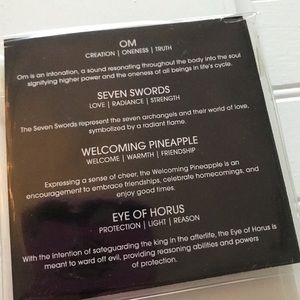 OM
CREATION | ONENESS | TRUTH
Om is an intonation, a sound resonating throughout the body into the soul
signifying higher power and the oneness of all beings in life's cycle.
SEVEN SWORDS
LOVE | RADIANCE | STRENGTH
The Seven Swords represent the seven archangels and their world of love,
symbolized by a radiant flame.
WELCOMING PINEAPPLE
WELCOME | WARMTH | FRIENDSHIP
Expressing a sense of cheer, the Welcoming Pineapple is an
encouragement to embrace friendships, celebrate homecomings, and
enjoy good times.
EYE OF HORUS
PROTECTION | LIGHT | REASON
With the intention of safeguarding the king in the afterlife, the Eye of Horus is
meant to ward off evil, providing reasoning abilities and powers
of protection.